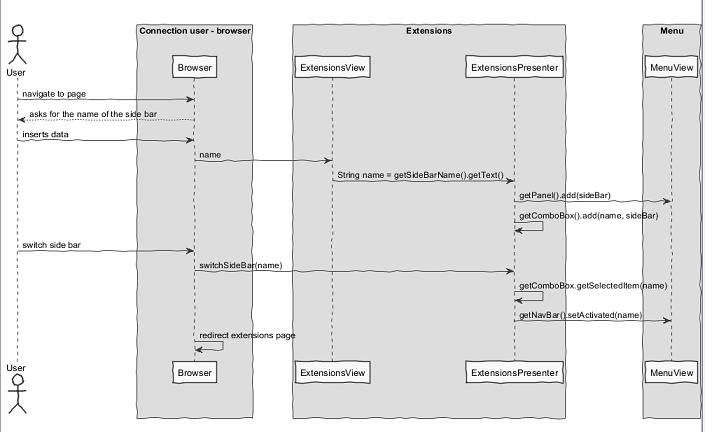 Connection user - browser
Extensions
Menu
User
Browser
ExtensionsView
ExtensionsPresenter
MenuView
navigate to page
asks for the name of the side bar
inserts data
name
String name = getSideBarName().getText()
getPanel().add(sideBar)
getComboBox().add(name, sideBar)
switch side bar
switchSideBar(name)
getComboBox.getSelectedItem(name)
getNavBar().setActivated(name)
redirect extensions page
User
Browser
ExtensionsView
ExtensionsPresenter
MenuView